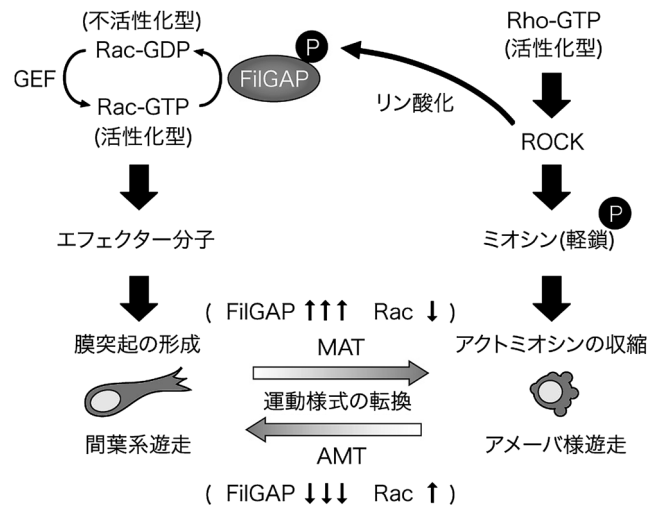 (不活性化型)
Rac-GDP
GEF
Rac-GTP
(活性化型)
FilGAP
P
リン酸化
Rho-GTP
(活性化型)
ROCK
エフェクター分子
ミオシン(軽鎖)
P
( FilGAP ↑↑↑ Rac ↓ )
膜突起の形成
MAT
アクトミオシンの収縮
運動様式の転換
間葉系遊走
AMT
アメーバ様遊走
( FilGAP ↓↓↓ Rac ↑ )